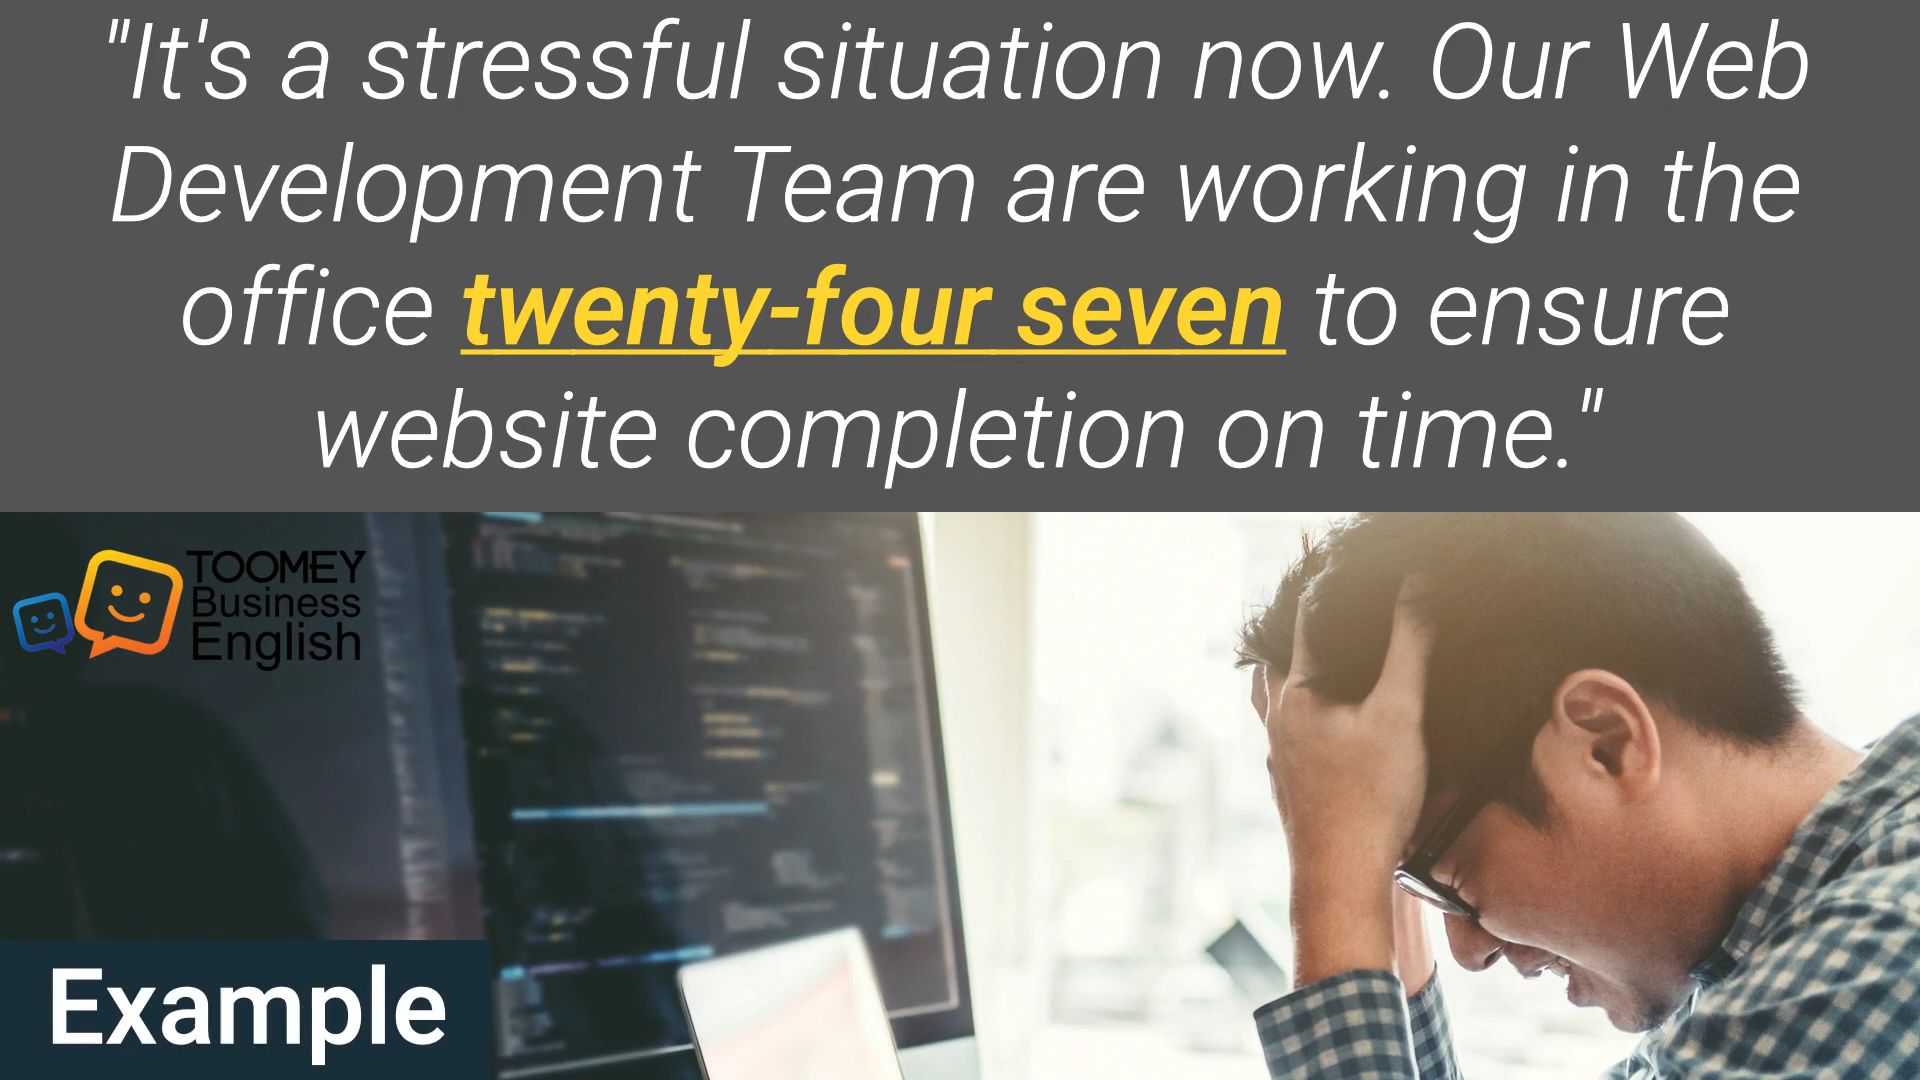 "It's a stressful situation now. Our Web
Development Team are working in the
office twenty-four seven to ensure
website completion on time."
TOOMEY
Business
English
Example